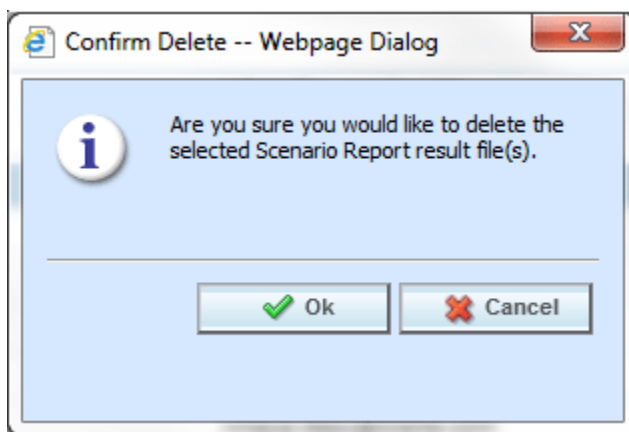 Confirm Delete -- Webpage Dialog
Are you sure you would like to delete the
selected Scenario Report result file(s).
Ok
Cancel